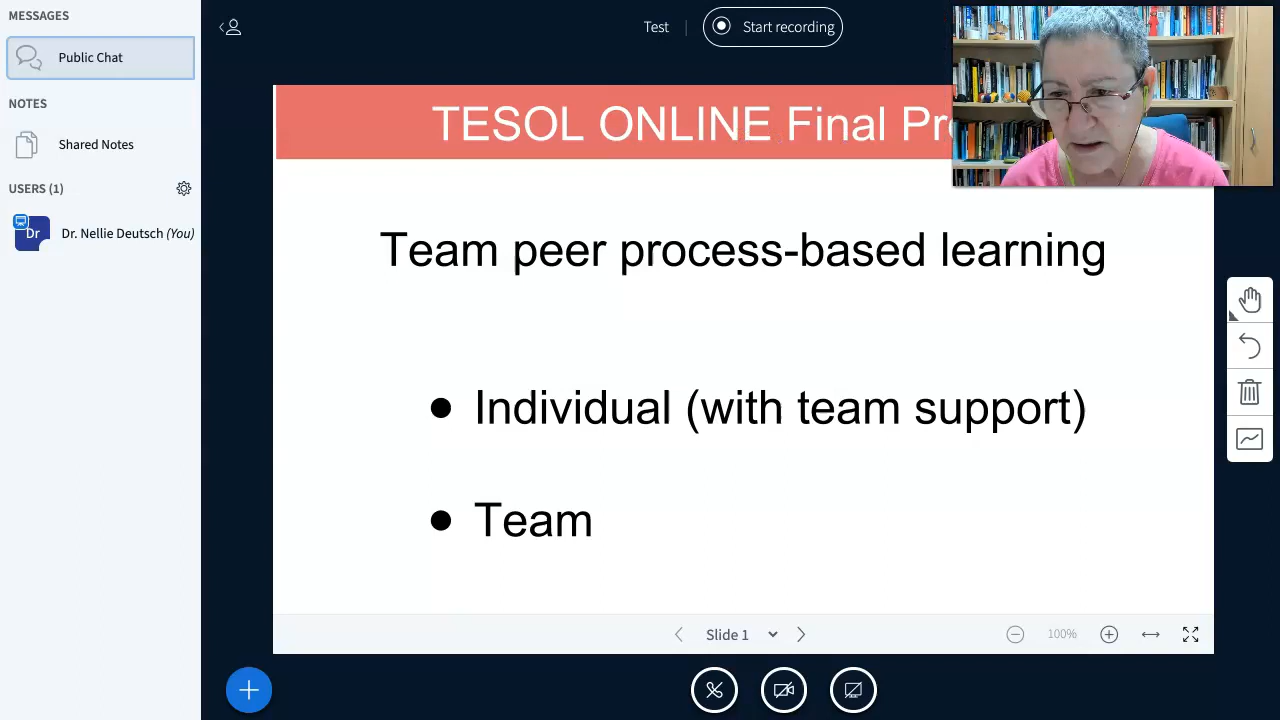 MESSAGES
Public Chat
NOTES
Shared Notes
USERS (1)
Dr
Dr. Nellie Deutsch (You)
Test
Start recording
TESOL ONLINE Final
Team peer process-based learning
● Individual (with team support)
● Team
Slide 1
100%